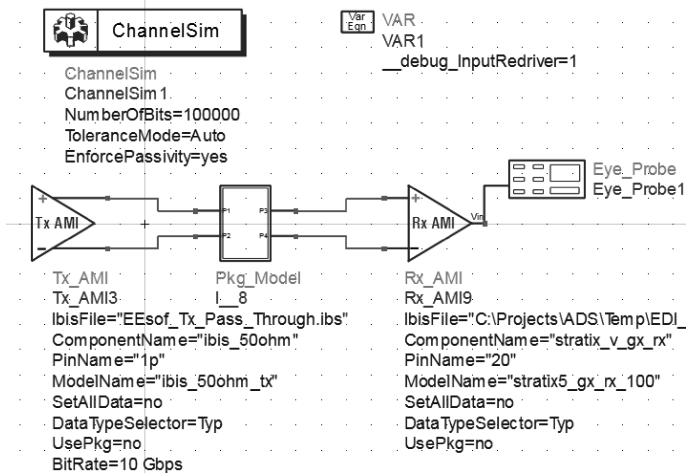 ChannelSim
Var
Eqn
VAR
VAR1
__debug_InputRedriver=1
ChannelSim
ChannelSim1
NumberOfBits=100000
ToleranceMode=Auto
EnforcePassivity=yes
Eye_Probe
Eye_Probe1
+
Tx AMI
−
P1
P2
P3
P4
+
Rx AMI
−
Vin
Tx_AMI
Tx_AMI3
IbisFile="EEsof_Tx_Pass_Through.ibs"
ComponentName="ibis_50ohm"
PinName="1p"
ModelName="ibis_50ohm_tx"
SetAllData=no
DataTypeSelector=Typ
UsePkg=no
BitRate=10 Gbps
Pkg_Model
I__8
Rx_AMI
Rx_AMI9
IbisFile="C:\Projects\ADS\Temp\EDI_
ComponentName="stratix_v_gx_rx"
PinName="20"
ModelName="stratix5_gx_rx_100"
SetAllData=no
DataTypeSelector=Typ
UsePkg=no